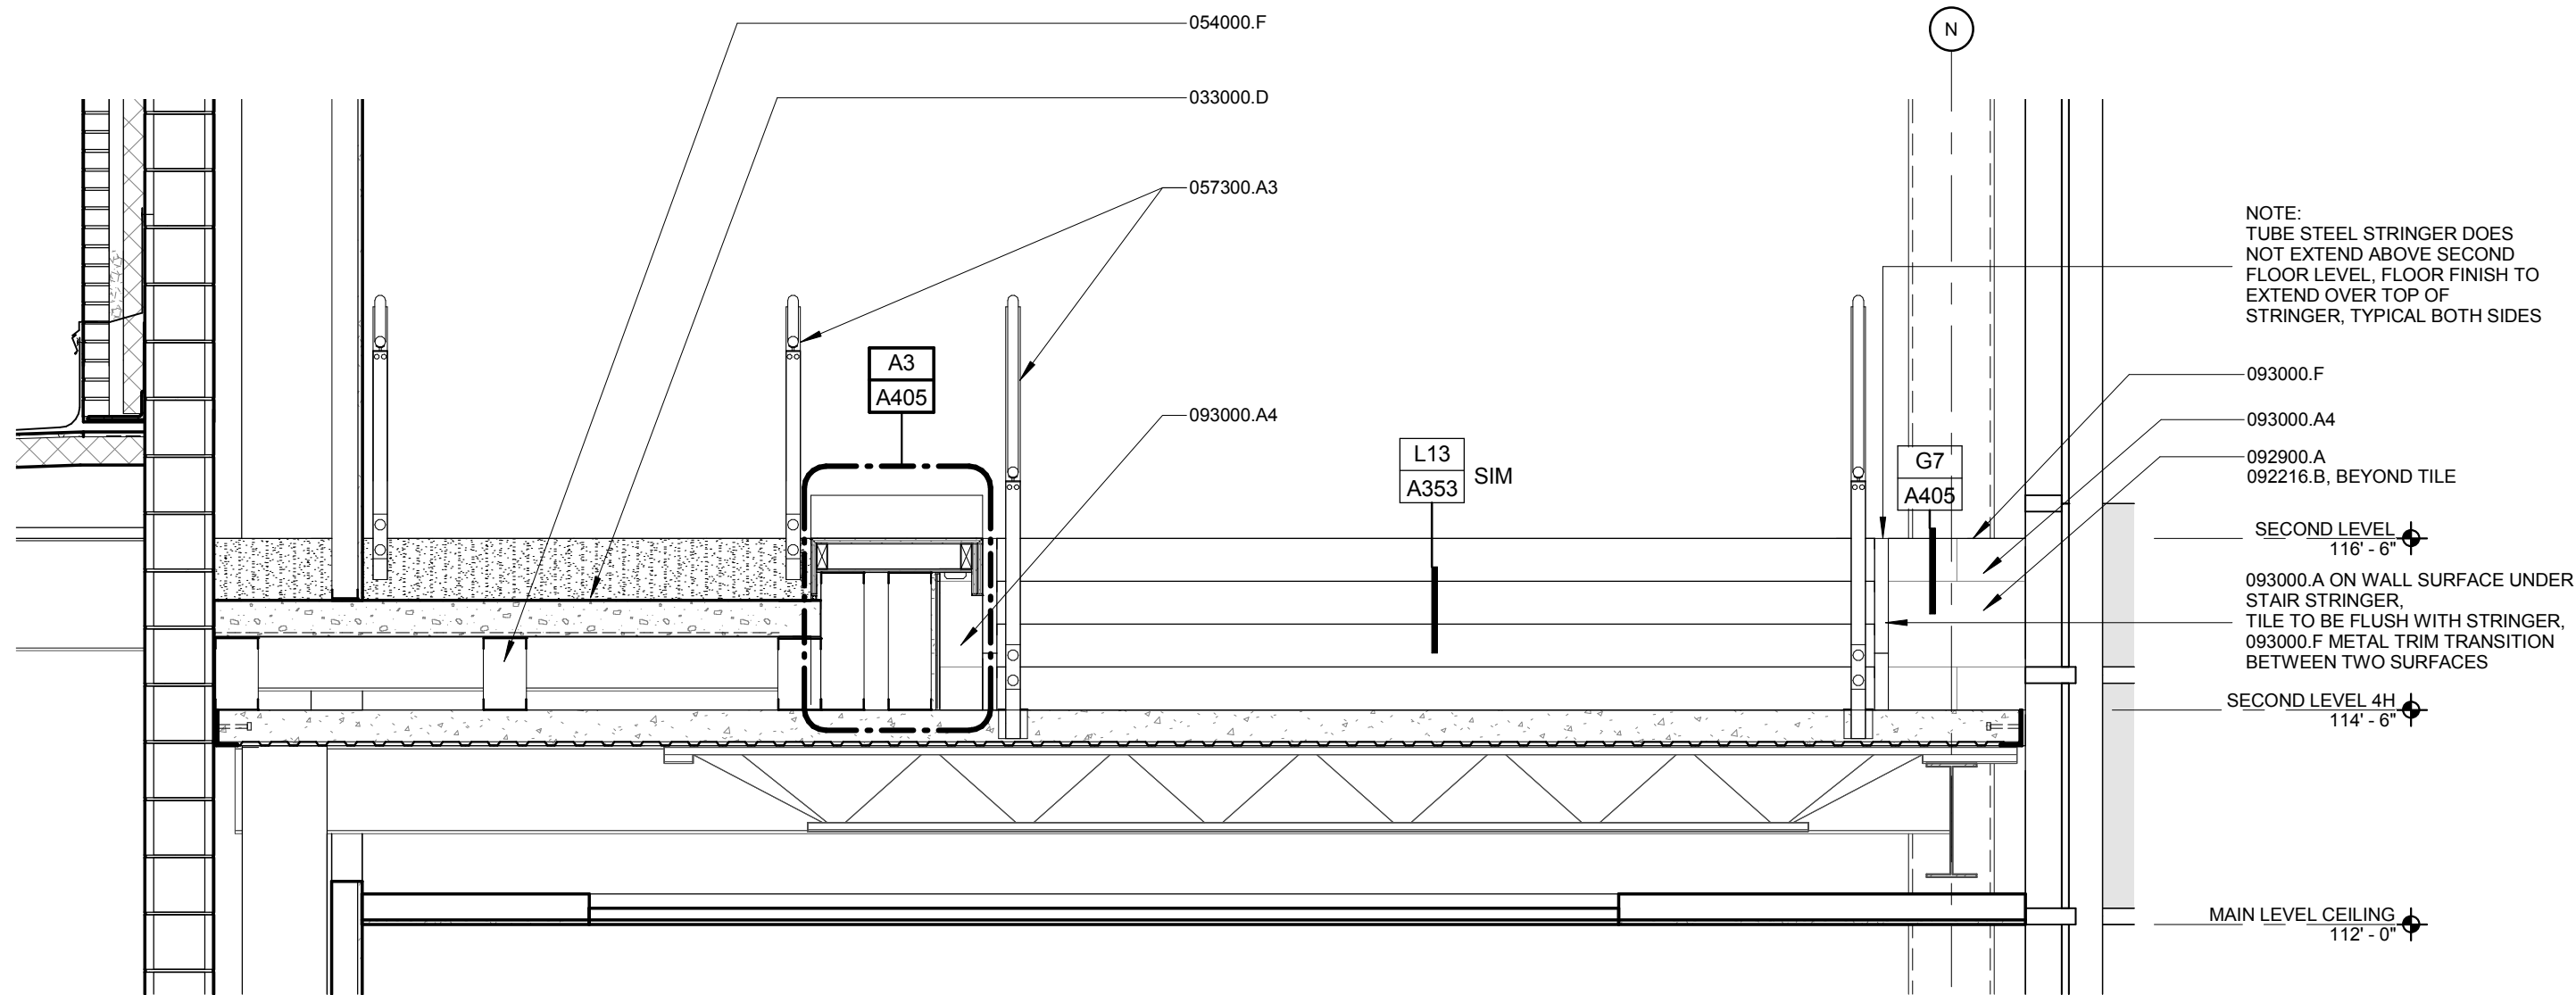 054000.F
N
033000.D
057300.A3
NOTE:
TUBE STEEL STRINGER DOES
NOT EXTEND ABOVE SECOND
FLOOR LEVEL, FLOOR FINISH TO
EXTEND OVER TOP OF
STRINGER, TYPICAL BOTH SIDES
A3
A405
093000.A4
L13
A353
SIM
G7
A405
093000.F
093000.A4
092900.A
092216.B, BEYOND TILE
SECOND LEVEL
116' - 6"
093000.A ON WALL SURFACE UNDER
STAIR STRINGER,
TILE TO BE FLUSH WITH STRINGER,
093000.F METAL TRIM TRANSITION
BETWEEN TWO SURFACES
SECOND LEVEL 4H
114' - 6"
MAIN LEVEL CEILING
112' - 0"